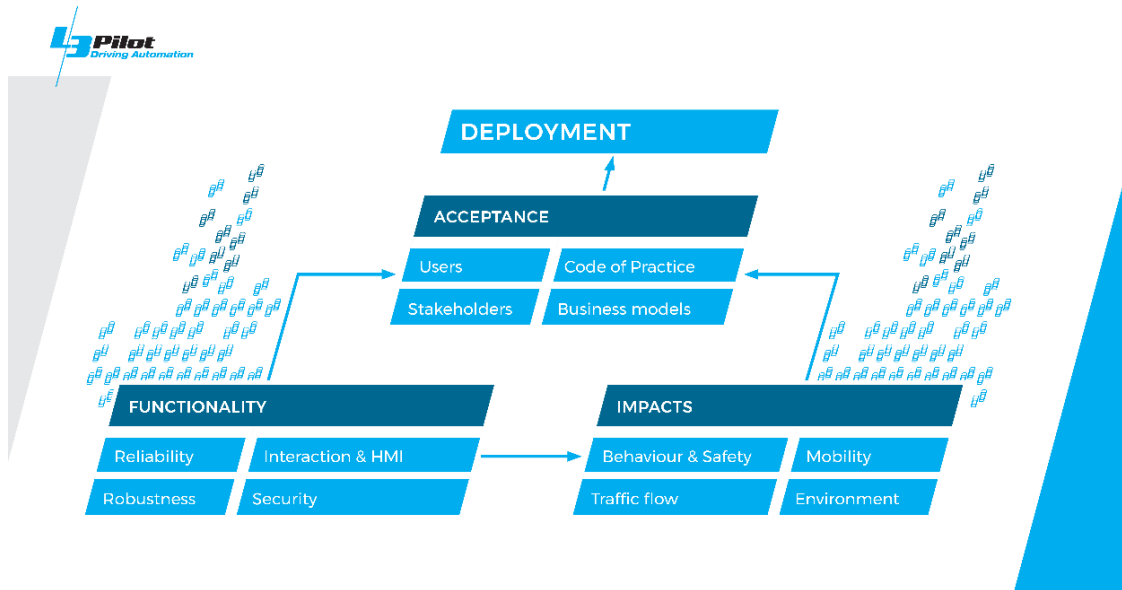 L3Pilot
Driving Automation
DEPLOYMENT
ACCEPTANCE
Users
Code of Practice
Stakeholders
Business models
FUNCTIONALITY
Reliability
Interaction & HMI
Robustness
Security
IMPACTS
Behaviour & Safety
Mobility
Traffic flow
Environment